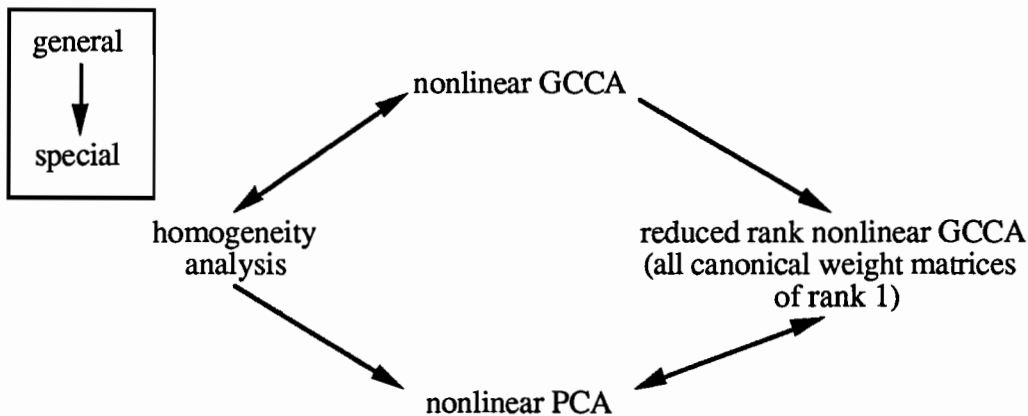 general
special
nonlinear GCCA
homogeneity
analysis
reduced rank nonlinear GCCA
(all canonical weight matrices
of rank 1)
nonlinear PCA